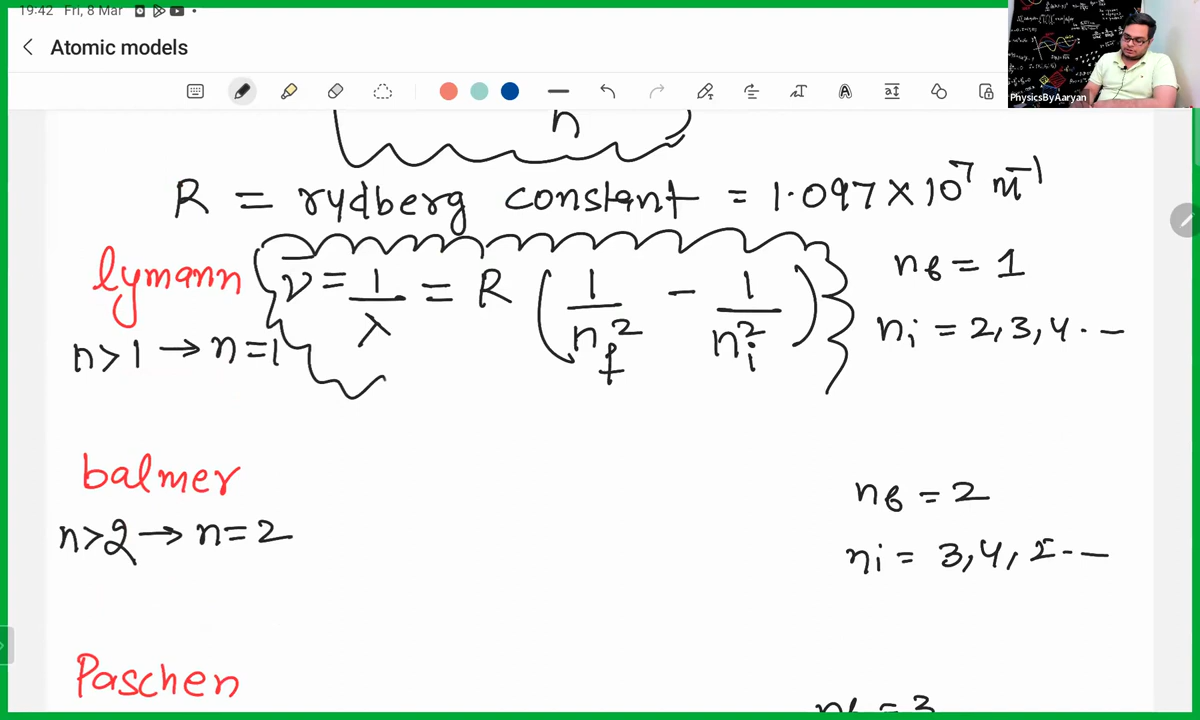 19:42 Fri, 8 Mar
Atomic models
PhysicsByAaryan
n
R = rydberg constant = 1.097 × 10⁷ m⁻¹
lymann
ν̄ = 1/λ = R (1/n_f² − 1/n_i²)
n_f = 1
n_i = 2,3,4 - -
n>1 → n=1
balmer
n_f = 2
n>2 → n=2
n_i = 3,4, 5 - -
Paschen
n_f = 3